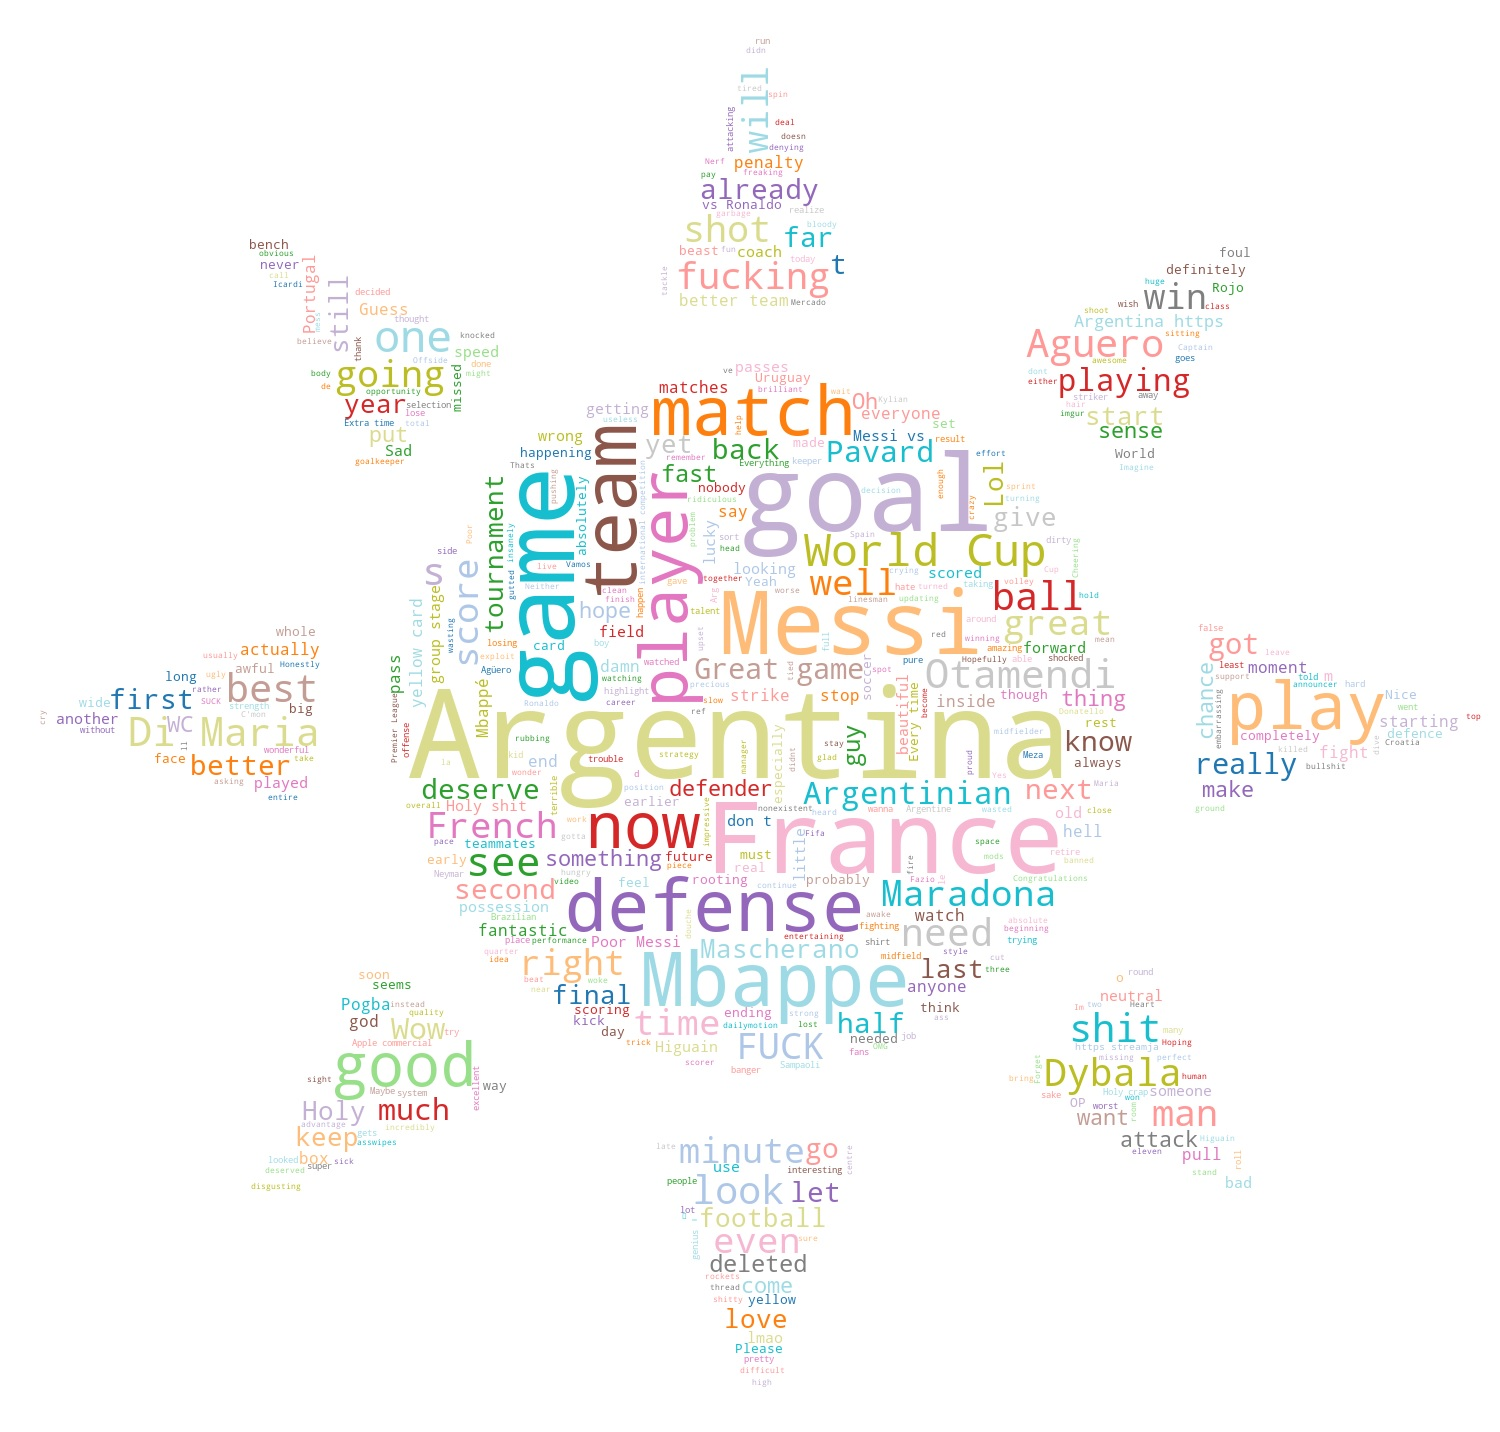 run
didn
will
tired
spin
attacking
deal
doesn
denying
Nerf
penalty
pay
freaking
already
vs Ronaldo
realize
garbage
shot
bloody
far
beast
fun
coach
today
t
fucking
tackle
better team
Mercado
bench
obvious
never
call
Icardi
Portugal
still
decided
Guess
thought
mess
believe
one
knocked
thank
Offside
speed
done
might
body
de
going
opportunity
missed
year
selection
lose
Extra time
total
put
Sad
goalkeeper
foul
definitely
huge
win
Rojo
class
wish
shoot
Argentina https
sitting
Aguero
Captain
goes
awesome
dont
either
playing
striker
away
hair
imgur
start
sense
World
Imagine
ve
passes
Uruguay
brilliant
matches
wait
Kylian
Oh
everyone
getting
useless
match
help
team
wrong
happening
Thats
yet
back
made
Messi vs
set
result
remember
Everything
keeper
Pavard
effort
fast
nobody
ridiculous
goal
decision
enough
crazy
Lol
sprint
turning
give
game
pushing
absolutely
international competition
player
problem
say
lucky
sort
head
Spain
World Cup
dirty
Cheering
tournament
insanely
gutted
Poor
side
s
score
group stage
yellow card
wasting
pass
live
Vamos
Neither
looking
Yeah
together
crying
well
scored
taking
volley
Cup
hold
clean
finish
happen
gave
Arg
talent
worse
hate
turned
linesman
updating
ball
hope
field
card
boy
losing
exploit
Agüero
damn
watching
watched
upset
Messi
full
red
around
winning
great
mean
amazing
forward
Great game
tied
spot
pure
Hopefully
able
shocked
highlight
career
Ronaldo
precious
strike
slow
ref
stop
soccer
Otamendi
inside
though
thing
beautiful
Every time
become
Donatello
rest
Premier League
offense
Mbappé
Argentina
rubbing
kid
end
wonder
la
strategy
trouble
manager
didnt
stay
glad
guy
midfielder
proud
Meza
know
always
deserve
terrible
d
position
defender
especially
Argentinian
Yes
Maria
next
overall
Holy shit
earlier
nonexistent
wanna
Argentine
wasted
old
close
French
work
gotta
now
impressive
don t
heard
Fifa
France
hell
pace
teammates
early
Neymar
see
something
future
piece
must
real
little
fire
space
mods
retire
banned
hungry
video
second
feel
rooting
continue
probably
Fazio
le
Congratulations
possession
Brazilian
defense
douche
Maradona
awake
watch
fighting
absolute
beginning
fantastic
place
performance
Poor Messi
entertaining
need
trying
quarter
idea
right
Mascherano
shirt
style
midfield
cut
three
beat
woke
near
final
Mbappe
last
anyone
scoring
kick
day
ending
dailymotion
strong
lost
think
ass
time
trick
half
needed
job
Higuain
FUCK
fans
OMG
scorer
banger
Sampaoli
whole
actually
usually
Honestly
long
awful
ugly
wide
first
rather
suck
best
strength
C'mon
big
cry
another
without
Di Maria
WC
ll
wonderful
take
face
better
asking
played
entire
false
got
least
told
m
support
moment
announcer
hard
Nice
went
chance
embarrassing
play
starting
top
completely
defence
Croatia
killed
fight
dive
really
bullshit
make
ground
soon
seems
Pogba
instead
god
quality
Wow
try
Apple commercial
good
sight
Maybe
system
way
excellent
Holy
much
advantage
incredibly
keep
gets
asswipes
looked
box
deserved
super
sick
disgusting
round
o
neutral
Im
two
Heart
shit
many
Hoping
https streamja
missing
perfect
Forget
Dybala
human
bring
sake
Holy crap
someone
OP
worst
won
want
room
man
attack
Higuain
eleven
pull
roll
stand
bad
late
minute
go
centre
use
interesting
people
look
let
lot
football
genius
even
sure
deleted
rockets
thread
come
shitty
yellow
love
lmao
Please
pretty
difficult
high